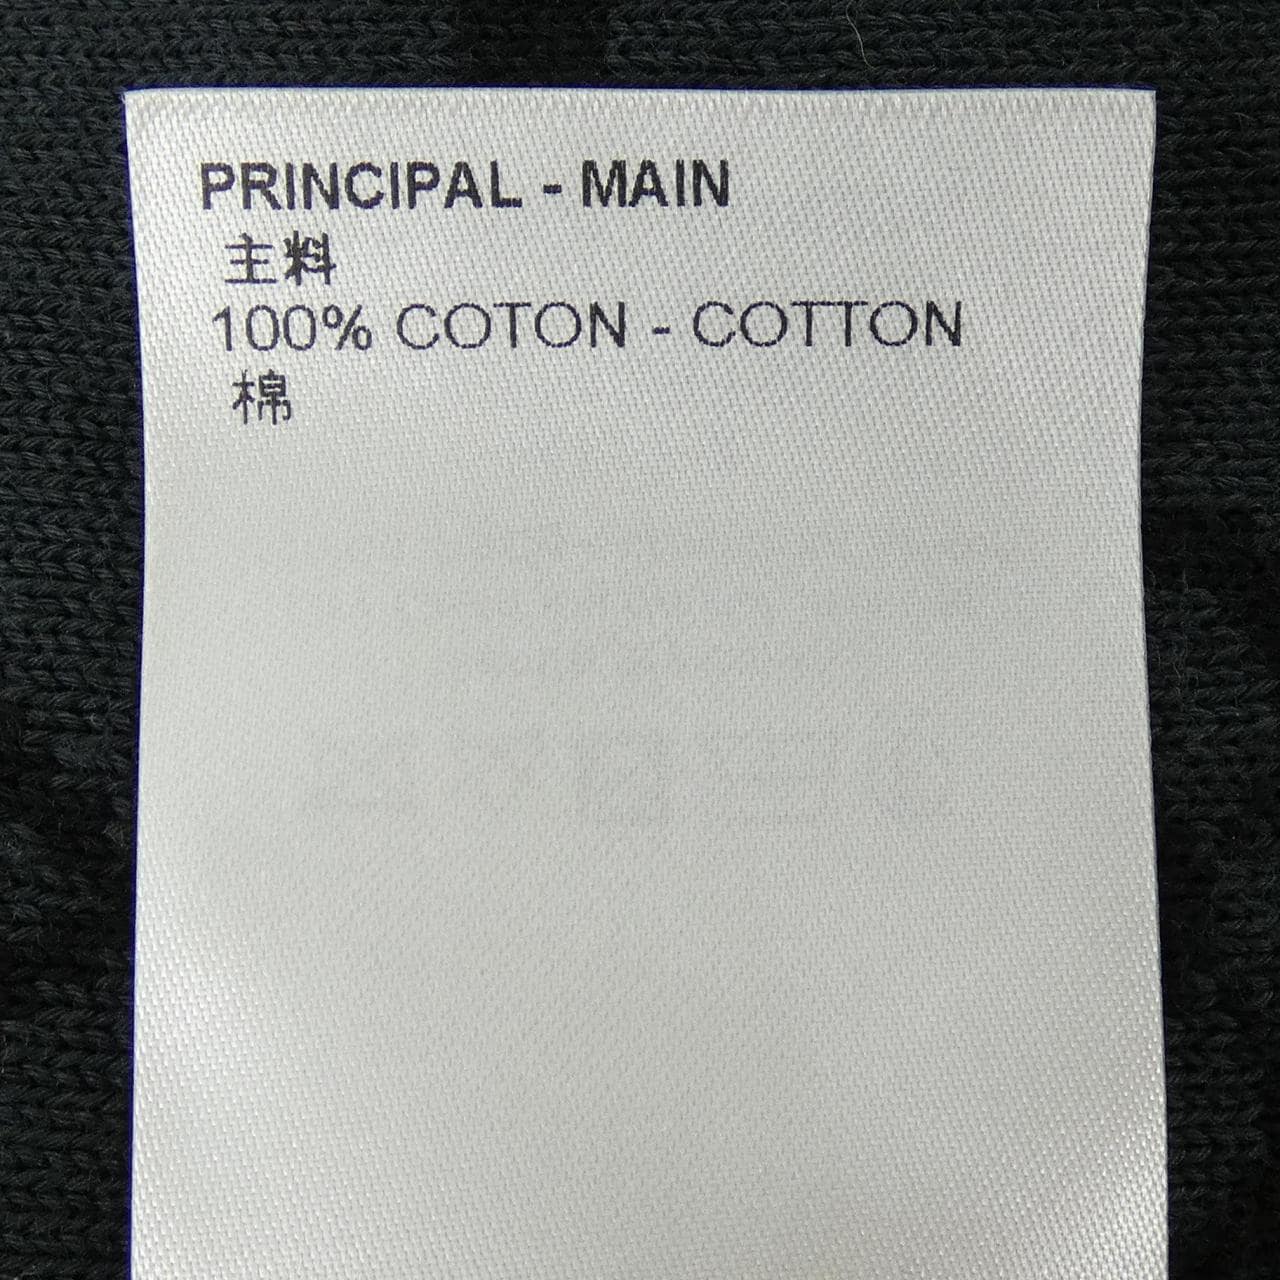 PRINCIPAL - MAIN
主料
100% COTON - COTTON
棉